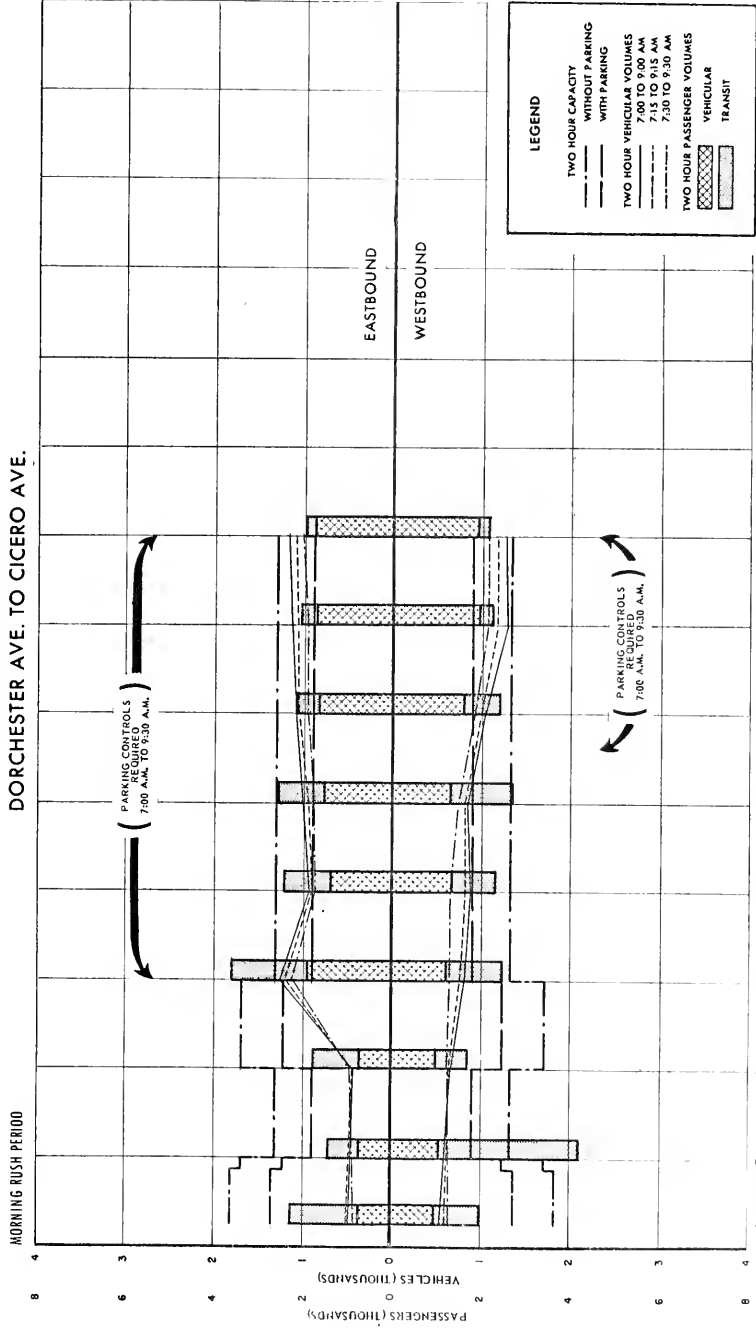 DORCHESTER AVE. TO CICERO AVE.
MORNING RUSH PERIOD
PARKING CONTROLS
REQUIRED
7:00 A.M. TO 9:30 A.M.
EASTBOUND
WESTBOUND
PARKING CONTROLS
REQUIRED
7:00 A.M. TO 9:30 A.M.
8 4
6 3
4 2
2 1
0 0
2 1
4 2
6 3
8 4
PASSENGERS (THOUSANDS)
VEHICLES (THOUSANDS)
LEGEND
TWO HOUR CAPACITY
WITHOUT PARKING
WITH PARKING
TWO HOUR VEHICULAR VOLUMES
7:00 TO 9:00 AM
7:15 TO 9:15 AM
7:30 TO 9:30 AM
TWO HOUR PASSENGER VOLUMES
VEHICULAR
TRANSIT